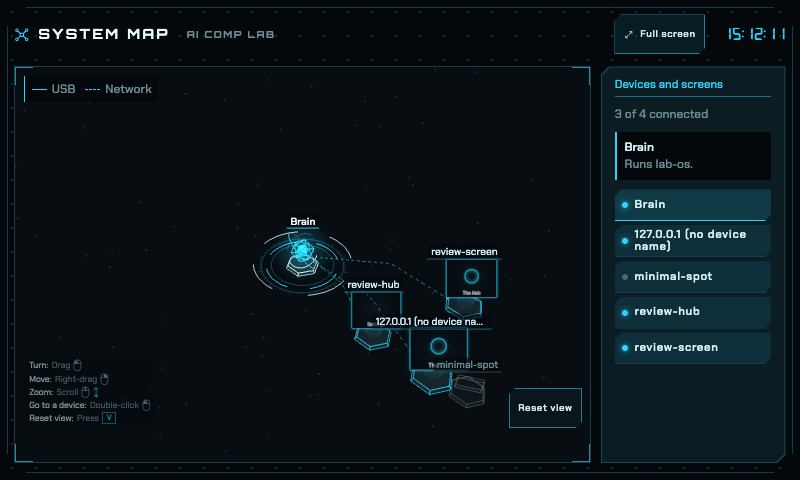 SYSTEM MAP AI COMP LAB
Full screen
15:12:11
USB Network
Brain
review-screen
The Hub
review-hub
127.0.0.1 (no device na...
minimal-spot
Turn: Drag
Move: Right-drag
Zoom: Scroll
Go to a device: Double-click
Reset view: Press V
Reset view
Devices and screens
3 of 4 connected
Brain
Runs lab-os.
Brain
127.0.0.1 (no device
name)
minimal-spot
review-hub
review-screen